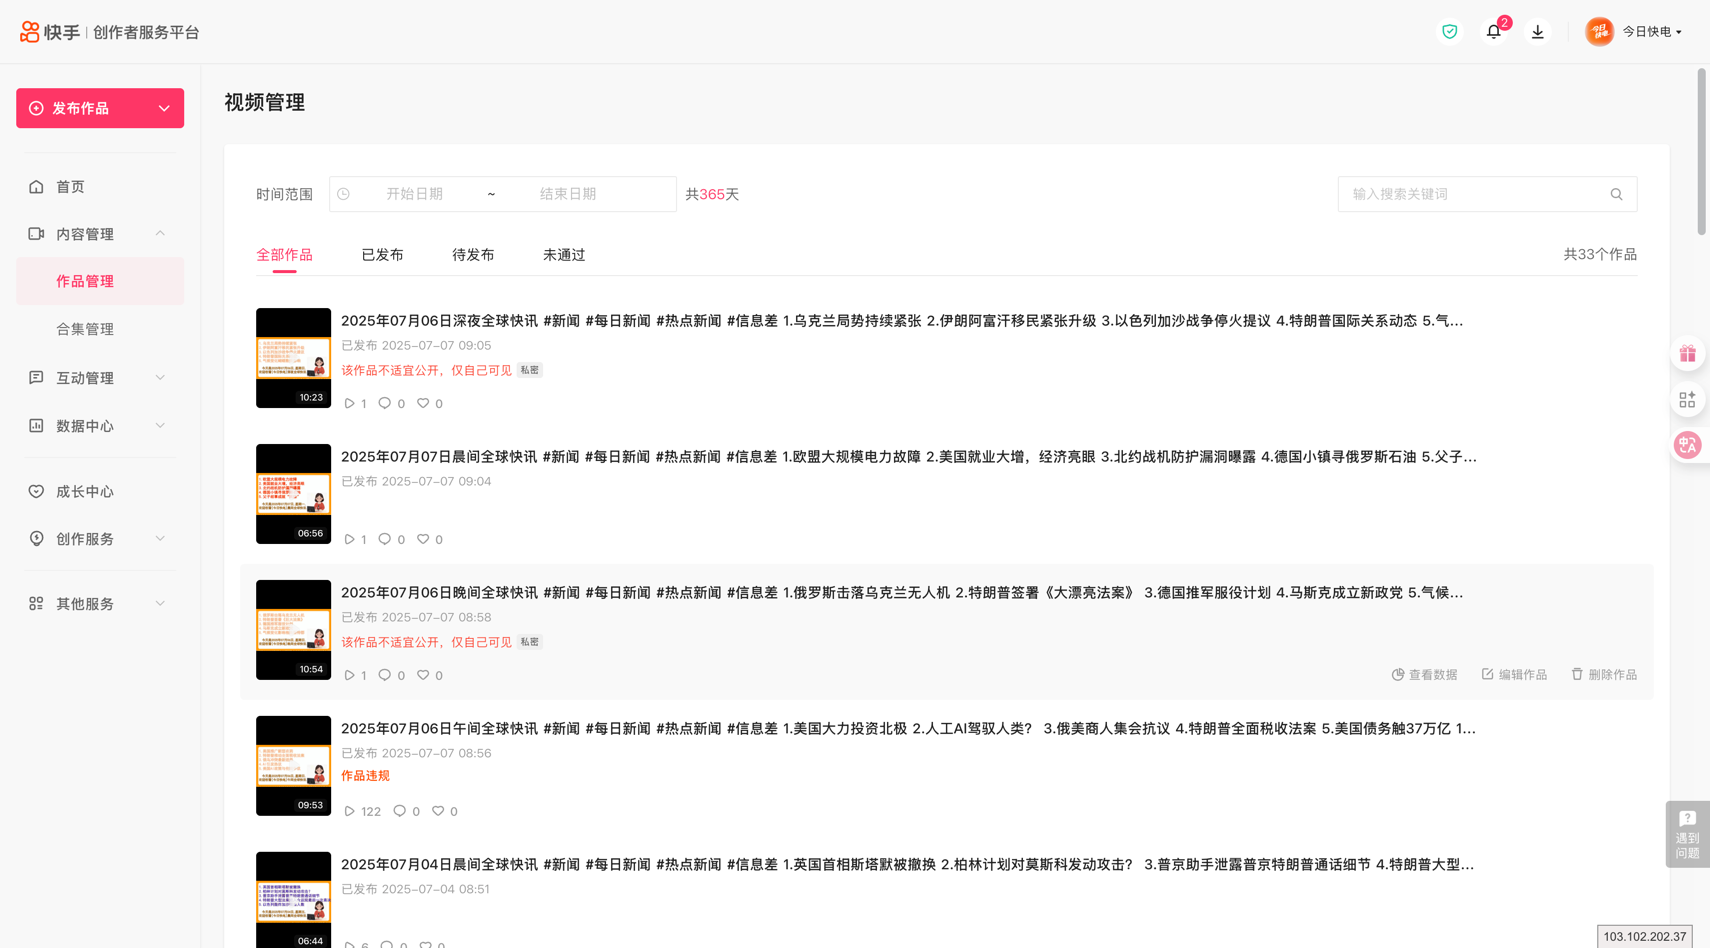 快手 | 创作者服务平台
2
今日快电
发布作品
首页
内容管理
作品管理
合集管理
互动管理
数据中心
成长中心
创作服务
其他服务
视频管理
时间范围 开始日期 ~ 结束日期 共365天
输入搜索关键词
全部作品 已发布 待发布 未通过 共33个作品
2025年07月06日深夜全球快讯 #新闻 #每日新闻 #热点新闻 #信息差 1.乌克兰局势持续紧张 2.伊朗阿富汗移民紧张升级 3.以色列加沙战争停火提议 4.特朗普国际关系动态 5.气...
已发布 2025-07-07 09:05
该作品不适宜公开，仅自己可见 私密
10:23
1 0 0
2025年07月07日晨间全球快讯 #新闻 #每日新闻 #热点新闻 #信息差 1.欧盟大规模电力故障 2.美国就业大增，经济亮眼 3.北约战机防护漏洞曝露 4.德国小镇寻俄罗斯石油 5.父子...
已发布 2025-07-07 09:04
06:56
1 0 0
2025年07月06日晚间全球快讯 #新闻 #每日新闻 #热点新闻 #信息差 1.俄罗斯击落乌克兰无人机 2.特朗普签署《大漂亮法案》 3.德国推军服役计划 4.马斯克成立新政党 5.气候...
已发布 2025-07-07 08:58
该作品不适宜公开，仅自己可见 私密
10:54
1 0 0
查看数据 编辑作品 删除作品
2025年07月06日午间全球快讯 #新闻 #每日新闻 #热点新闻 #信息差 1.美国大力投资北极 2.人工AI驾驭人类？ 3.俄美商人集会抗议 4.特朗普全面税收法案 5.美国债务触37万亿 1...
已发布 2025-07-07 08:56
作品违规
09:53
122 0 0
2025年07月04日晨间全球快讯 #新闻 #每日新闻 #热点新闻 #信息差 1.英国首相斯塔默被撤换 2.柏林计划对莫斯科发动攻击？ 3.普京助手泄露普京特朗普通话细节 4.特朗普大型...
已发布 2025-07-04 08:51
06:44
6 0 0
遇到
问题
103.102.202.37